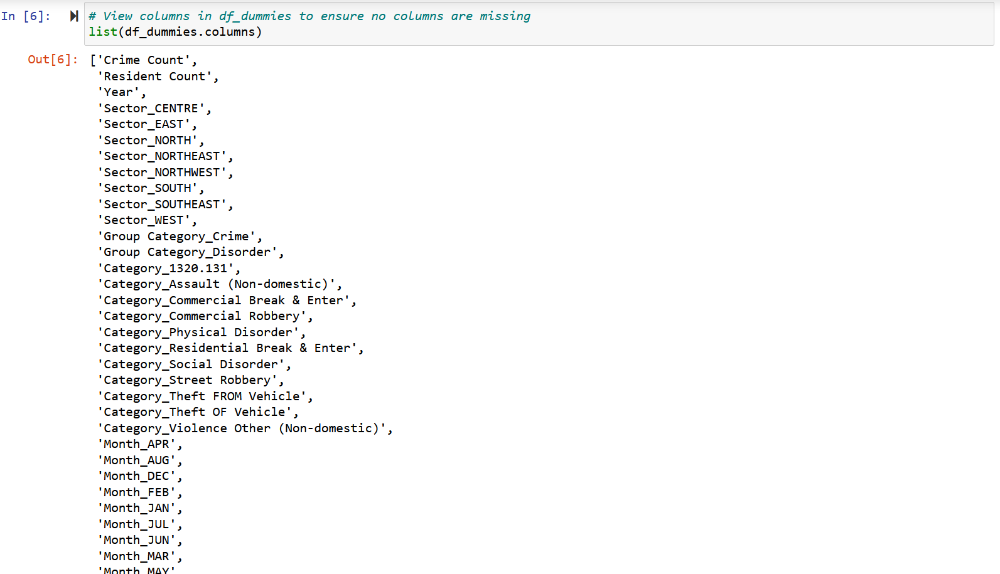 In [6]:
# View columns in df_dummies to ensure no columns are missing
list(df_dummies.columns)
Out[6]:
['Crime Count',
'Resident Count',
'Year',
'Sector_CENTRE',
'Sector_EAST',
'Sector_NORTH',
'Sector_NORTHEAST',
'Sector_NORTHWEST',
'Sector_SOUTH',
'Sector_SOUTHEAST',
'Sector_WEST',
'Group Category_Crime',
'Group Category_Disorder',
'Category_1320.131',
'Category_Assault (Non-domestic)',
'Category_Commercial Break & Enter',
'Category_Commercial Robbery',
'Category_Physical Disorder',
'Category_Residential Break & Enter',
'Category_Social Disorder',
'Category_Street Robbery',
'Category_Theft FROM Vehicle',
'Category_Theft OF Vehicle',
'Category_Violence Other (Non-domestic)',
'Month_APR',
'Month_AUG',
'Month_DEC',
'Month_FEB',
'Month_JAN',
'Month_JUL',
'Month_JUN',
'Month_MAR',
'Month_MAY'